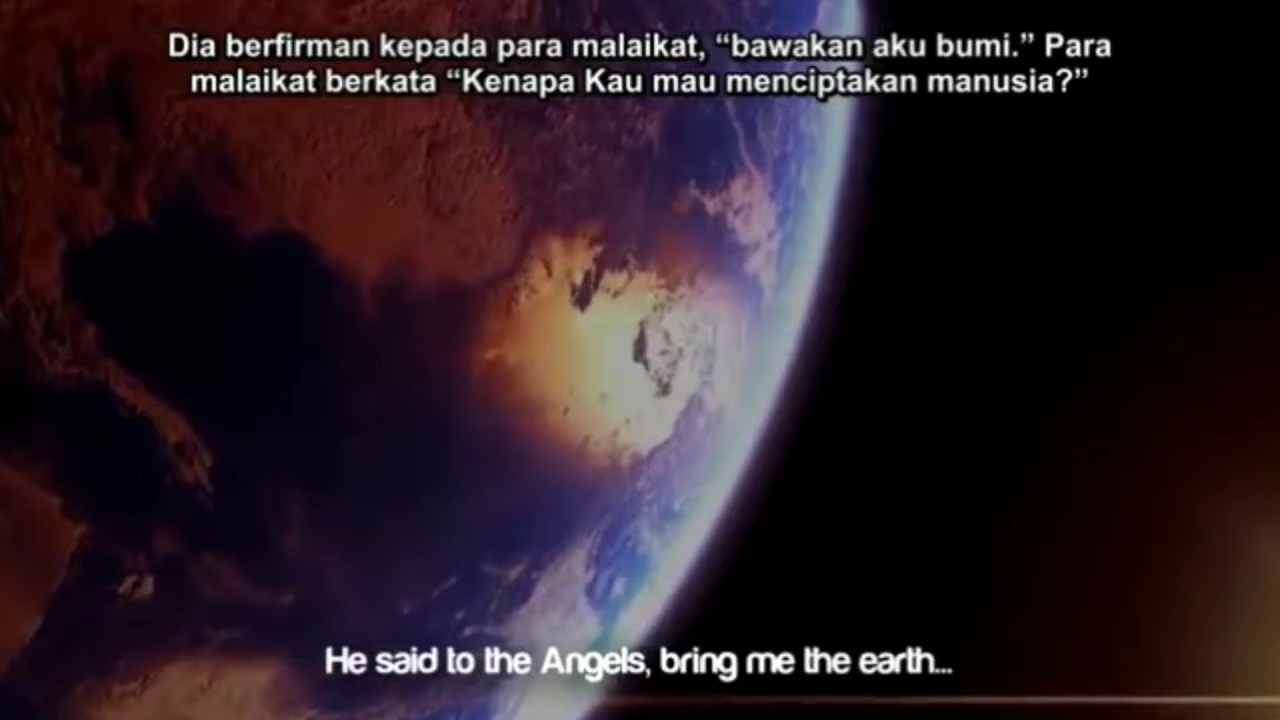 Dia berfirman kepada para malaikat, “bawakan aku bumi.” Para
malaikat berkata “Kenapa Kau mau menciptakan manusia?”
He said to the Angels, bring me the earth...